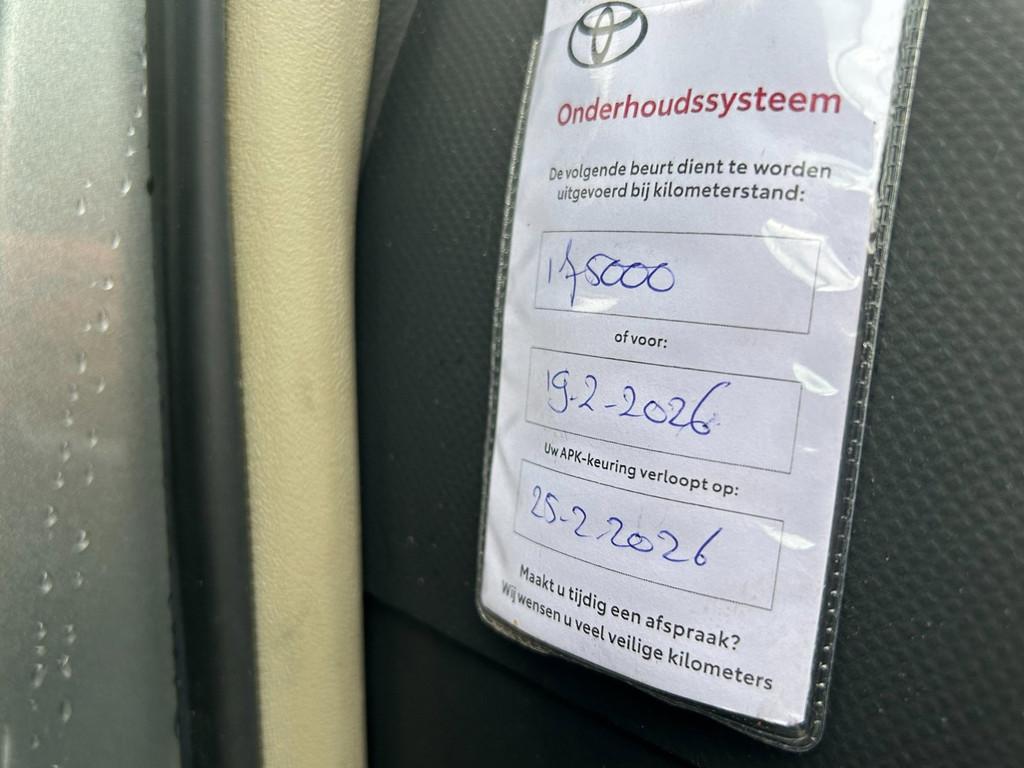 Onderhoudssysteem
De volgende beurt dient te worden
uitgevoerd bij kilometerstand:
175000
of voor:
19-2-2026
Uw APK-keuring verloopt op:
25-2 2026
Maakt u tijdig een afspraak?
Wij wensen u veel veilige kilometers